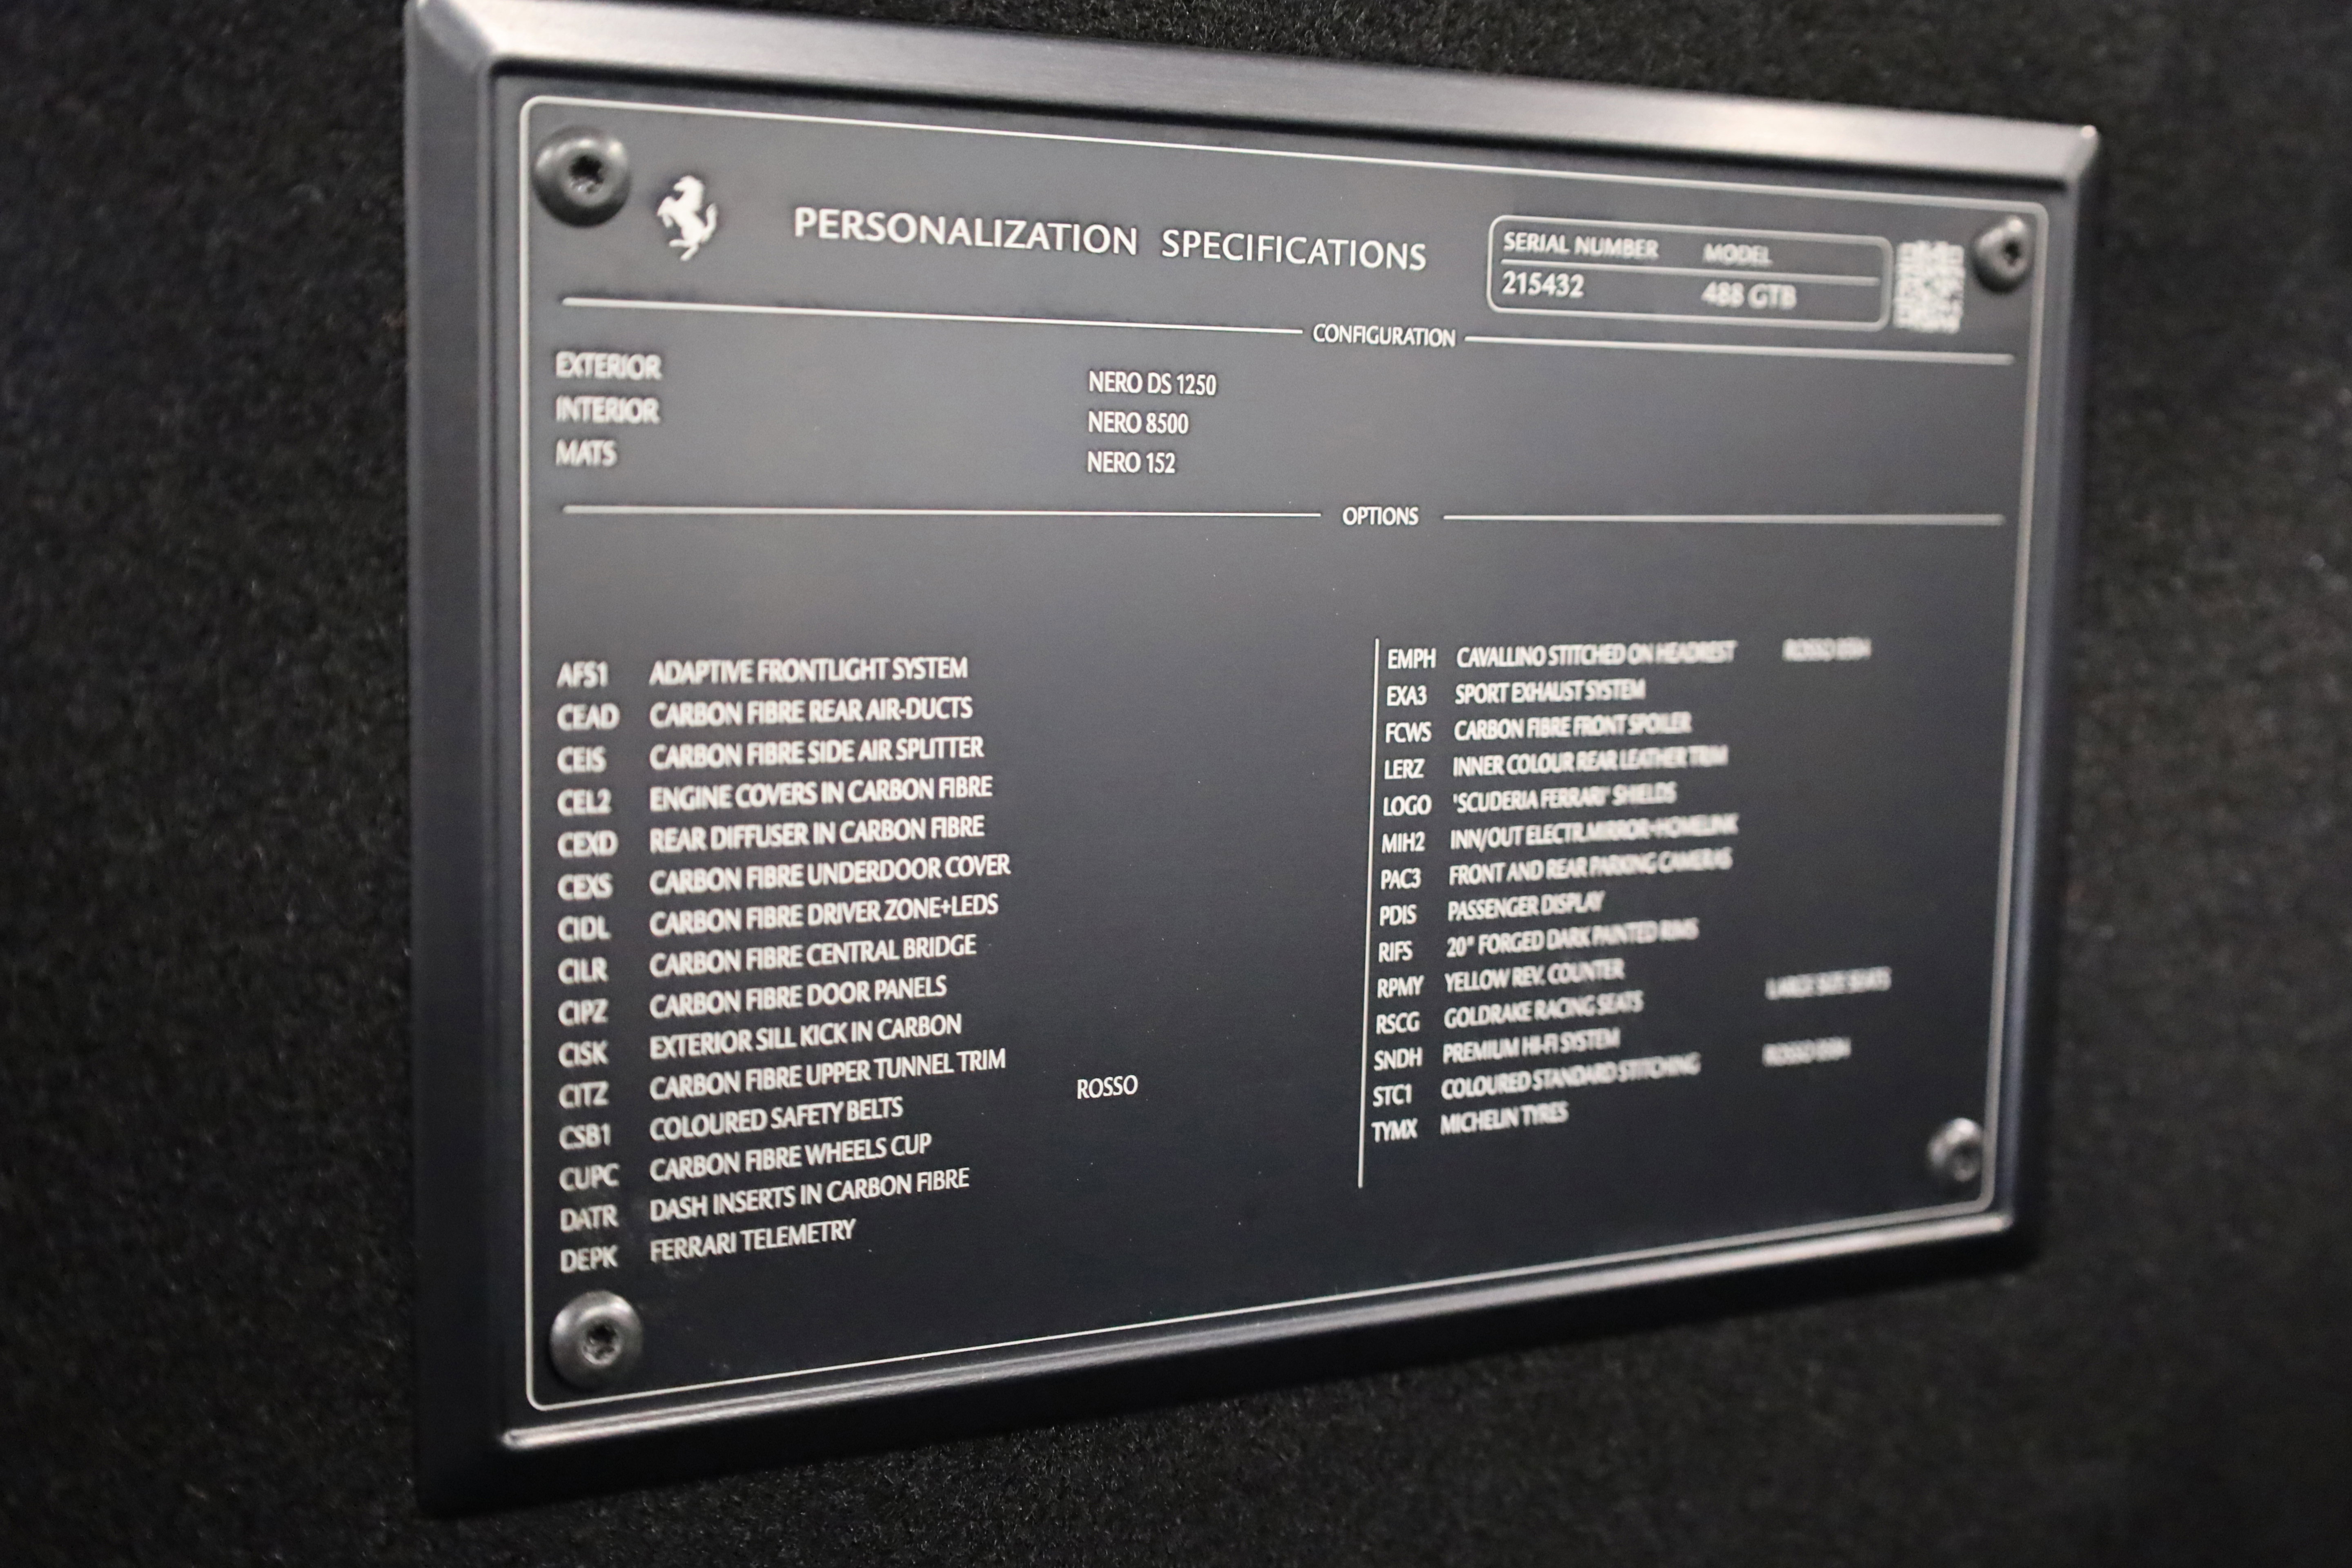 PERSONALIZATION SPECIFICATIONS
SERIAL NUMBER MODEL
215432 488 GTB
CONFIGURATION
EXTERIOR NERO DS 1250
INTERIOR NERO 8500
MATS NERO 152
OPTIONS
AFS1 ADAPTIVE FRONTLIGHT SYSTEM
CEAD CARBON FIBRE REAR AIR-DUCTS
CEIS CARBON FIBRE SIDE AIR SPLITTER
CEL2 ENGINE COVERS IN CARBON FIBRE
CEXD REAR DIFFUSER IN CARBON FIBRE
CEXS CARBON FIBRE UNDERDOOR COVER
CIDL CARBON FIBRE DRIVER ZONE+LEDS
CILR CARBON FIBRE CENTRAL BRIDGE
CIPZ CARBON FIBRE DOOR PANELS
CISK EXTERIOR SILL KICK IN CARBON
CITZ CARBON FIBRE UPPER TUNNEL TRIM
CSB1 COLOURED SAFETY BELTS ROSSO
CUPC CARBON FIBRE WHEELS CUP
DATR DASH INSERTS IN CARBON FIBRE
DEPK FERRARI TELEMETRY
EMPH CAVALLINO STITCHED ON HEADREST ROSSO
EXA3 SPORT EXHAUST SYSTEM
FCWS CARBON FIBRE FRONT SPOILER
LERZ INNER COLOUR REAR LEATHER TRIM
LOGO 'SCUDERIA FERRARI' SHIELDS
MIH2 INN/OUT ELECTR.MIRROR+HOMELINK
PAC3 FRONT AND REAR PARKING CAMERAS
PDIS PASSENGER DISPLAY
RIFS 20" FORGED DARK PAINTED RIMS
RPMY YELLOW REV. COUNTER
RSCG GOLDRAKE RACING SEATS LARGE SIZE SEATS
SNDH PREMIUM HI-FI SYSTEM
STC1 COLOURED STANDARD STITCHING ROSSO
TYMX MICHELIN TYRES